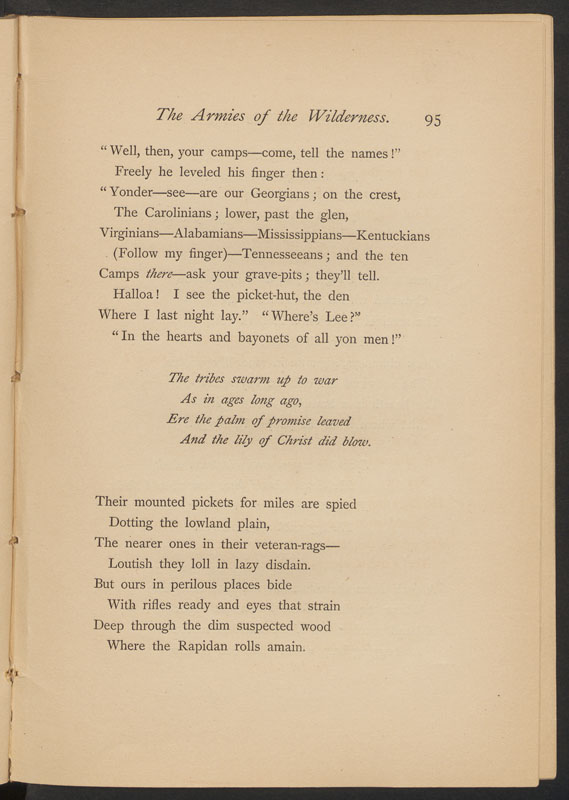 The Armies of the Wilderness. 95
“Well, then, your camps—come, tell the names!”
Freely he leveled his finger then:
“Yonder—see—are our Georgians; on the crest,
The Carolinians; lower, past the glen,
Virginians—Alabamians—Mississippians—Kentuckians
(Follow my finger)—Tennesseeans; and the ten
Camps there—ask your grave-pits; they’ll tell.
Halloa! I see the picket-hut, the den
Where I last night lay.” “Where’s Lee?”
“In the hearts and bayonets of all yon men!”
The tribes swarm up to war
As in ages long ago,
Ere the palm of promise leaved
And the lily of Christ did blow.
Their mounted pickets for miles are spied
Dotting the lowland plain,
The nearer ones in their veteran-rags—
Loutish they loll in lazy disdain.
But ours in perilous places bide
With rifles ready and eyes that strain
Deep through the dim suspected wood
Where the Rapidan rolls amain.